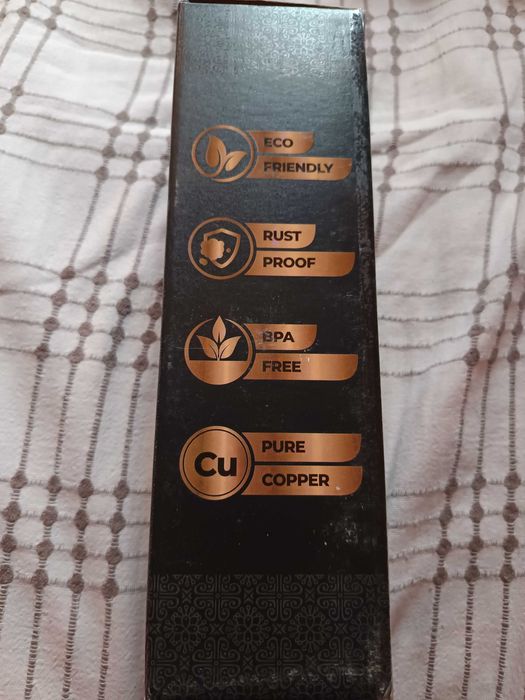 ECO
FRIENDLY
RUST
PROOF
BPA
FREE
Cu
PURE
COPPER